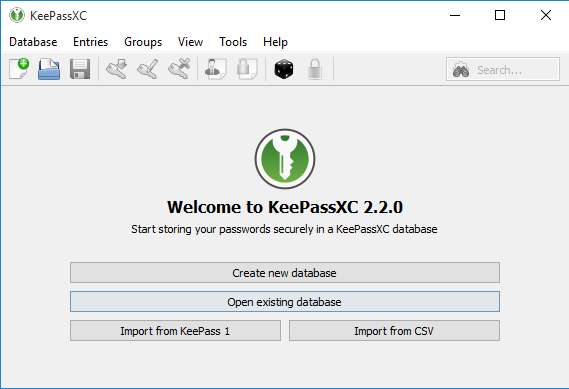 KeePassXC
Database Entries Groups View Tools Help
Search...
Welcome to KeePassXC 2.2.0
Start storing your passwords securely in a KeePassXC database
Create new database
Open existing database
Import from KeePass 1 Import from CSV